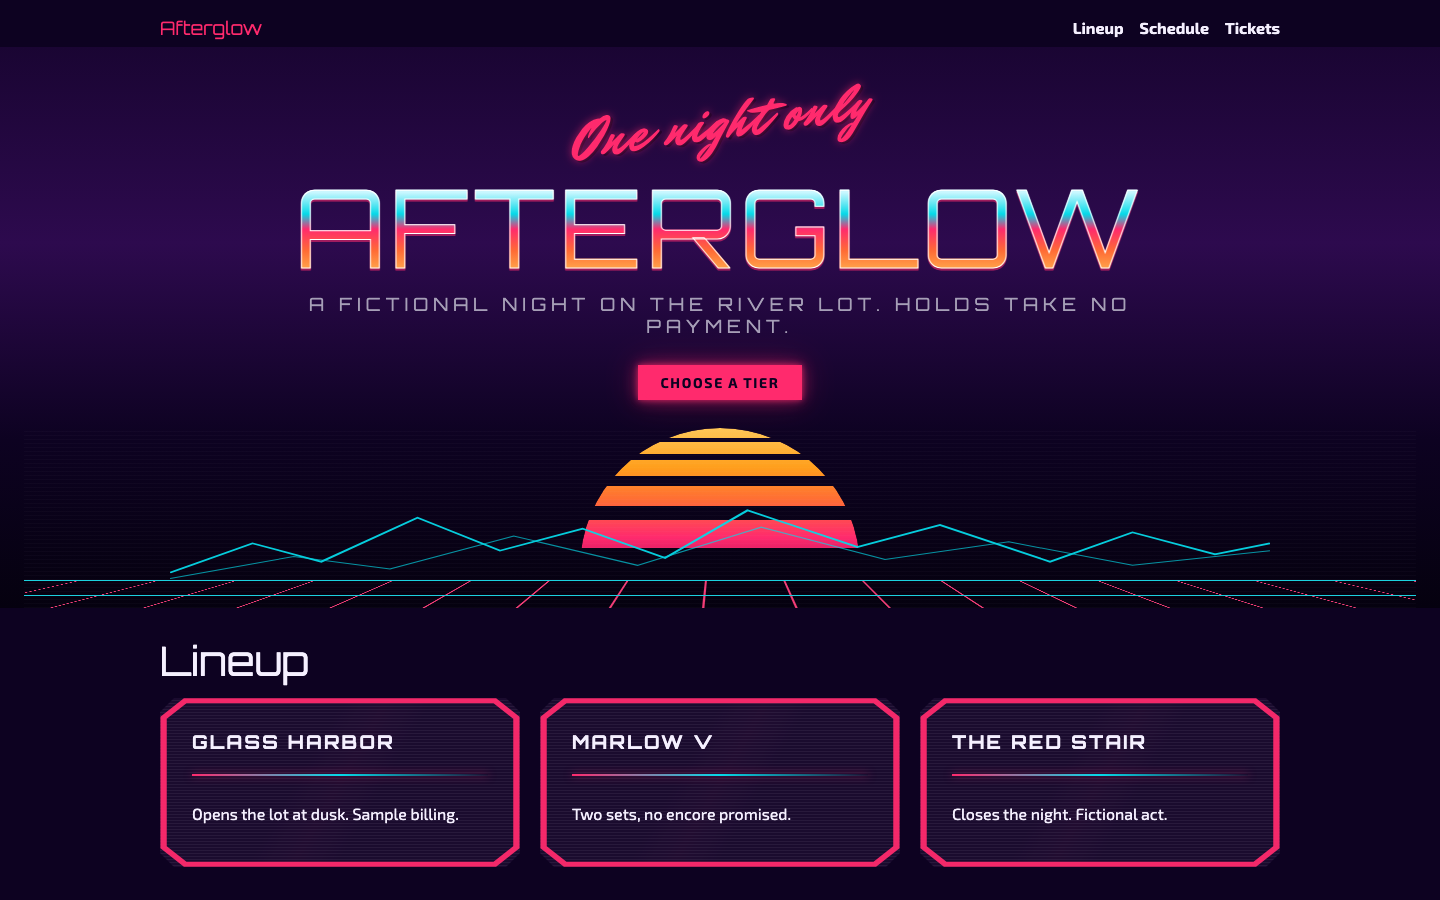 Afterglow
Lineup Schedule Tickets
One night only
AFTERGLOW
A FICTIONAL NIGHT ON THE RIVER LOT. HOLDS TAKE NO
PAYMENT.
CHOOSE A TIER
Lineup
GLASS HARBOR
Opens the lot at dusk. Sample billing.
MARLOW V
Two sets, no encore promised.
THE RED STAIR
Closes the night. Fictional act.